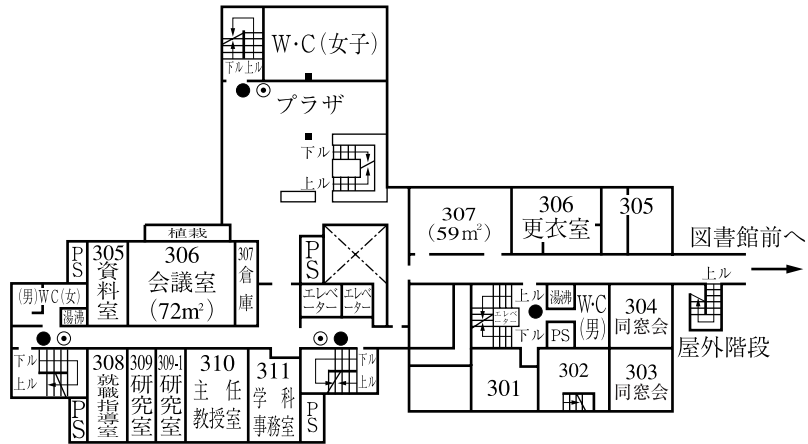 下ル 上ル
W·C(女子)
プラザ
下ル
上ル
307
(59m²)
306
更衣室
305
図書館前へ
上ル
屋外階段
植栽
PS
305
資料室
306
会議室
(72m²)
307
倉庫
PS
エレベーター
エレベーター
(男)WC(女)
湯沸
下ル
上ル
PS
308
就職指導室
309
研究室
309-1
研究室
310
主任
教授室
311
学科
事務室
PS
下ル
上ル
上ル
エレベーター
下ル
湯沸
PS
W·C
(男)
304
同窓会
301
302
303
同窓会